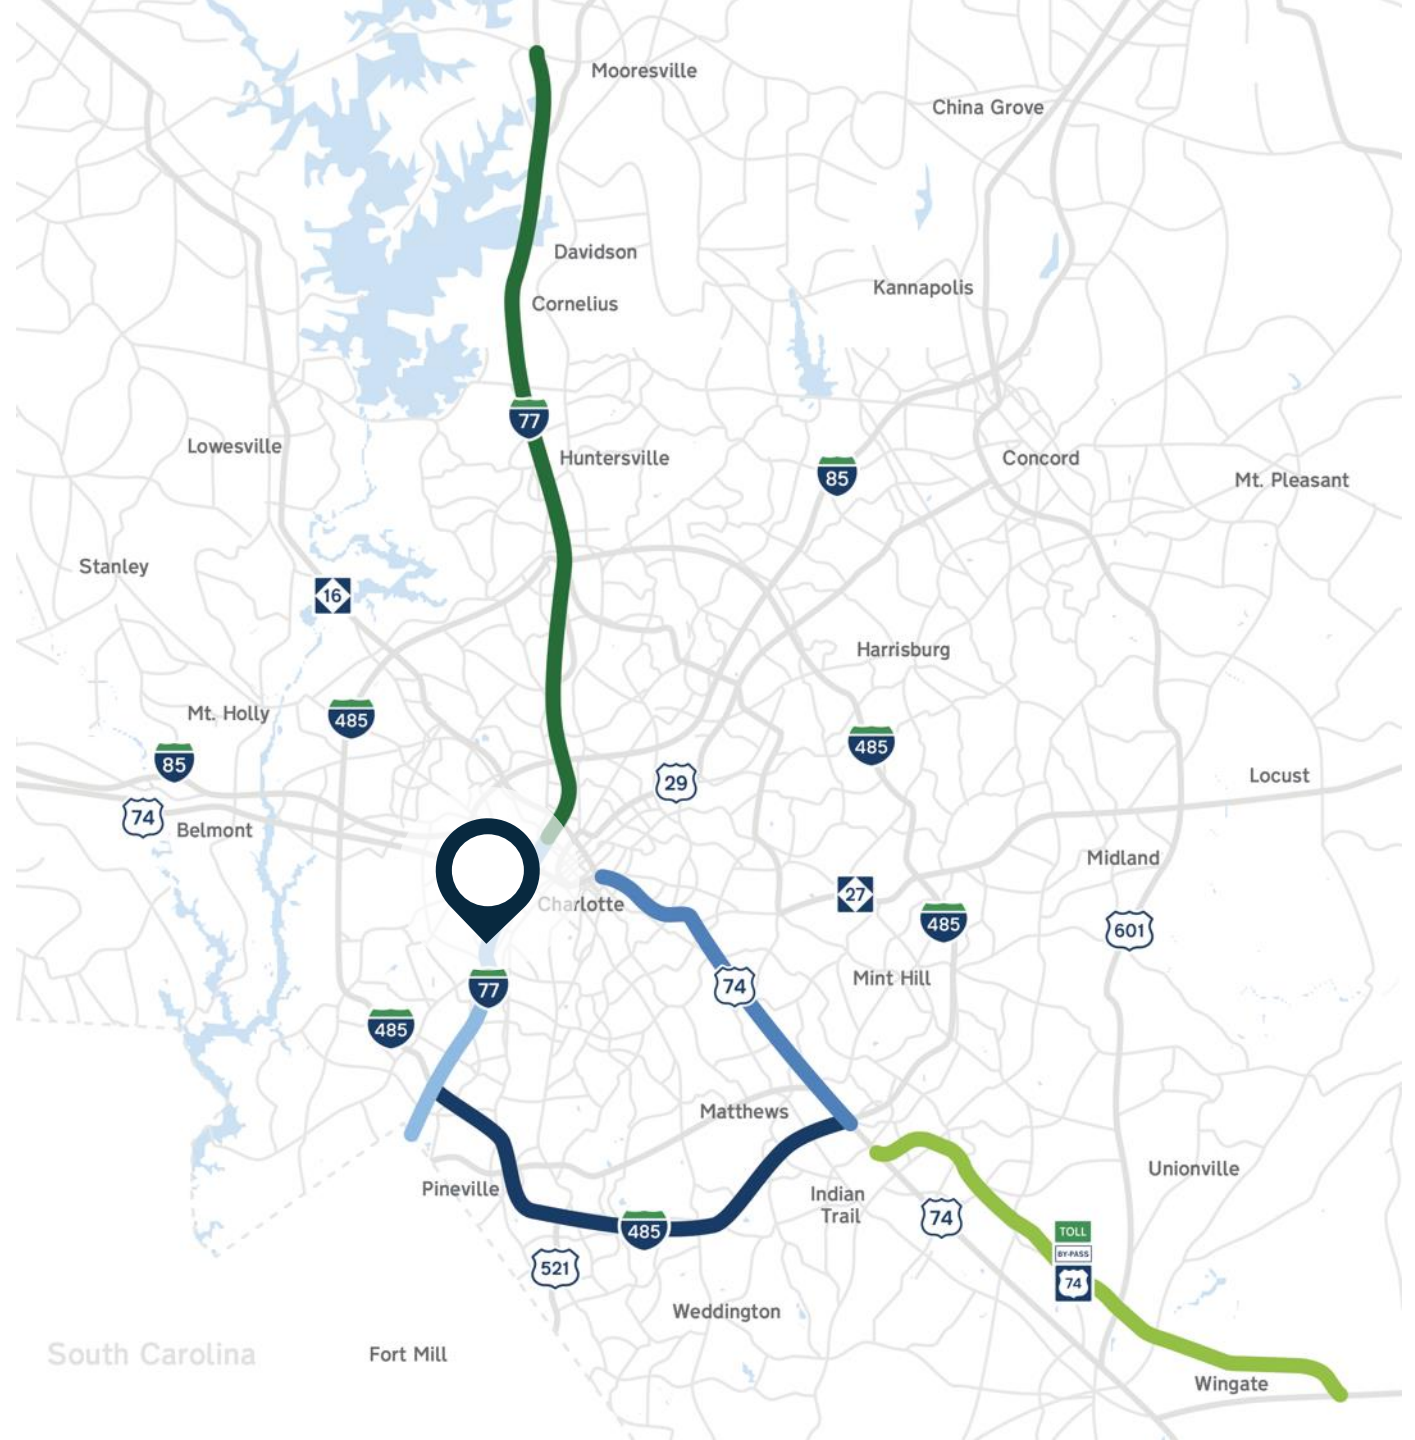 Mooresville
China Grove
Davidson
Kannapolis
Cornelius
77
Lowesville
Huntersville
Concord
85
Mt. Pleasant
Stanley
16
Harrisburg
Mt. Holly
485
485
85
29
Locust
74
Belmont
Midland
27
Charlotte
485
601
Mint Hill
77
74
485
Matthews
Unionville
Pineville
Indian
Trail
74
485
TOLL
BY-PASS
74
521
Weddington
South Carolina
Fort Mill
Wingate